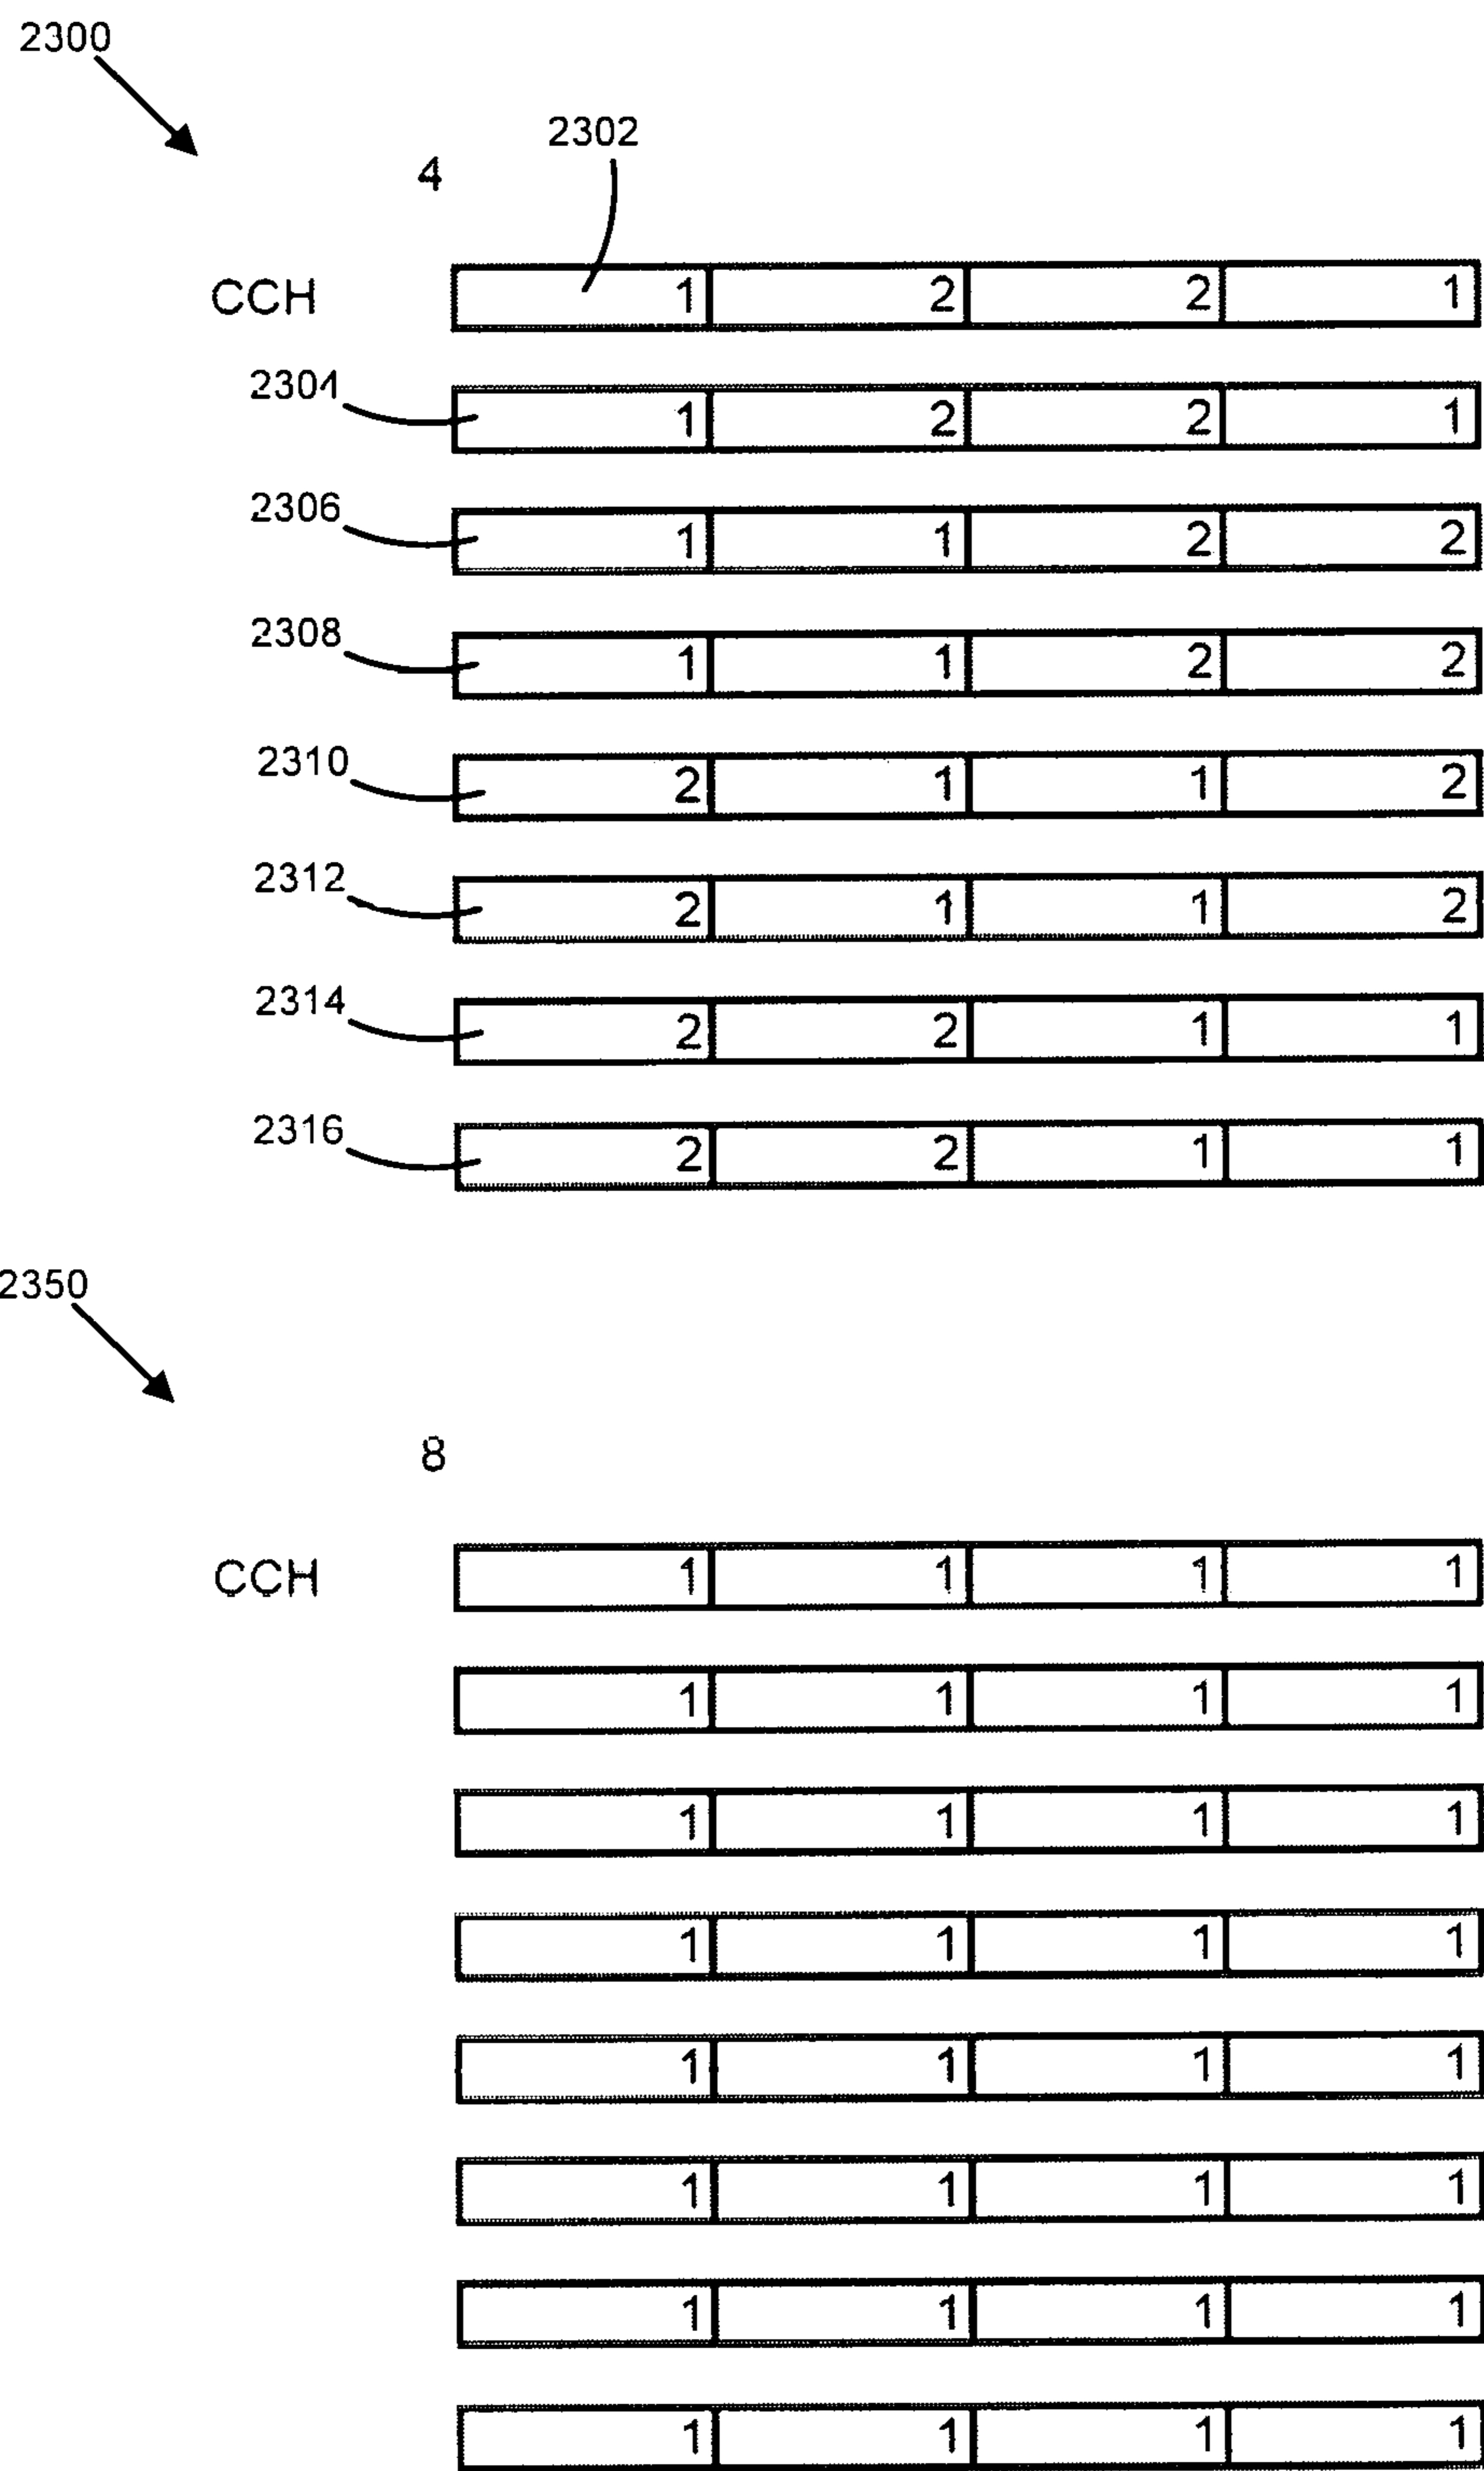 2300
2302
4
CCH 1 2 2 1
2304 1 2 2 1
2306 1 1 2 2
2308 1 1 2 2
2310 2 1 1 2
2312 2 1 1 2
2314 2 2 1 1
2316 2 2 1 1
2350
8
CCH 1 1 1 1
1 1 1 1
1 1 1 1
1 1 1 1
1 1 1 1
1 1 1 1
1 1 1 1
1 1 1 1